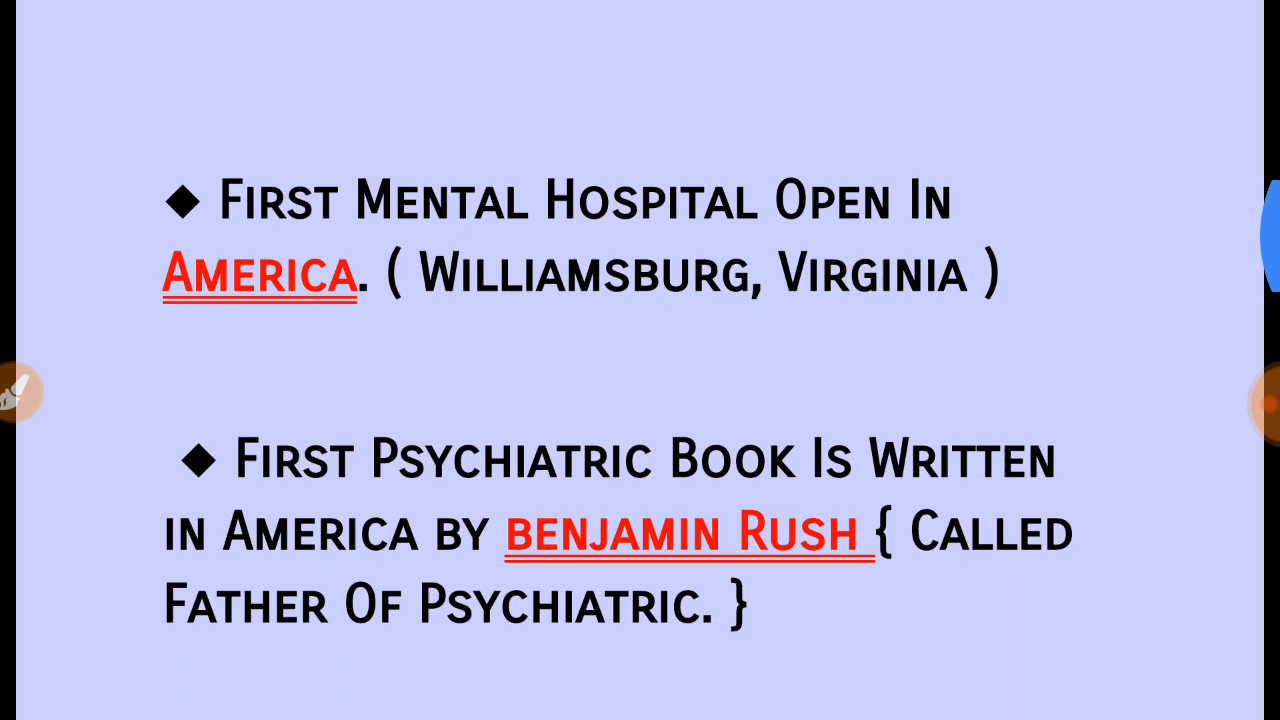 ◆ First Mental Hospital Open In
America. ( Williamsburg, Virginia )
◆ First Psychiatric Book Is Written
in America by benjamin Rush { Called
Father Of Psychiatric. }